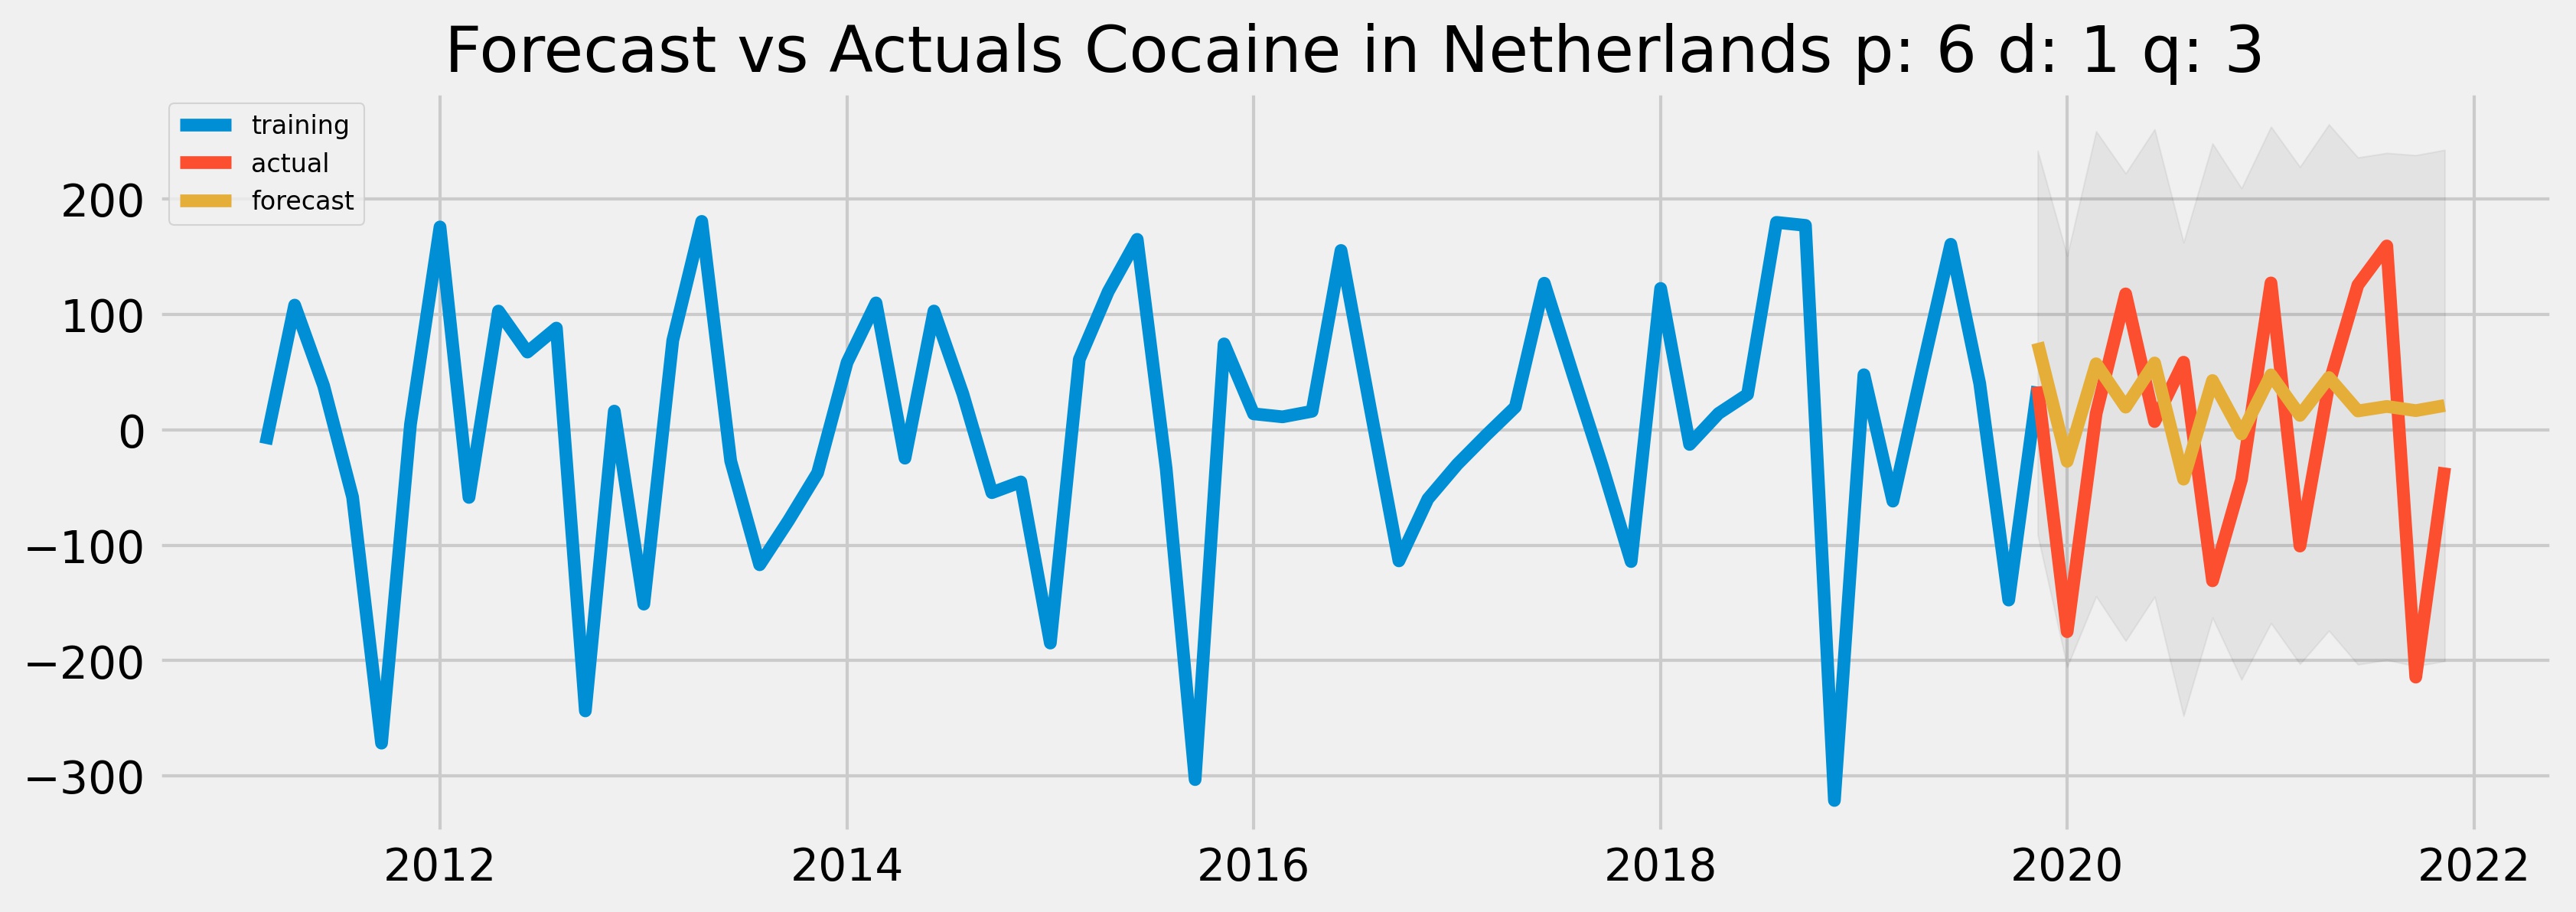 Forecast vs Actuals Cocaine in Netherlands p: 6 d: 1 q: 3
training
actual
forecast
200
100
0
−100
−200
−300
2012 2014 2016 2018 2020 2022